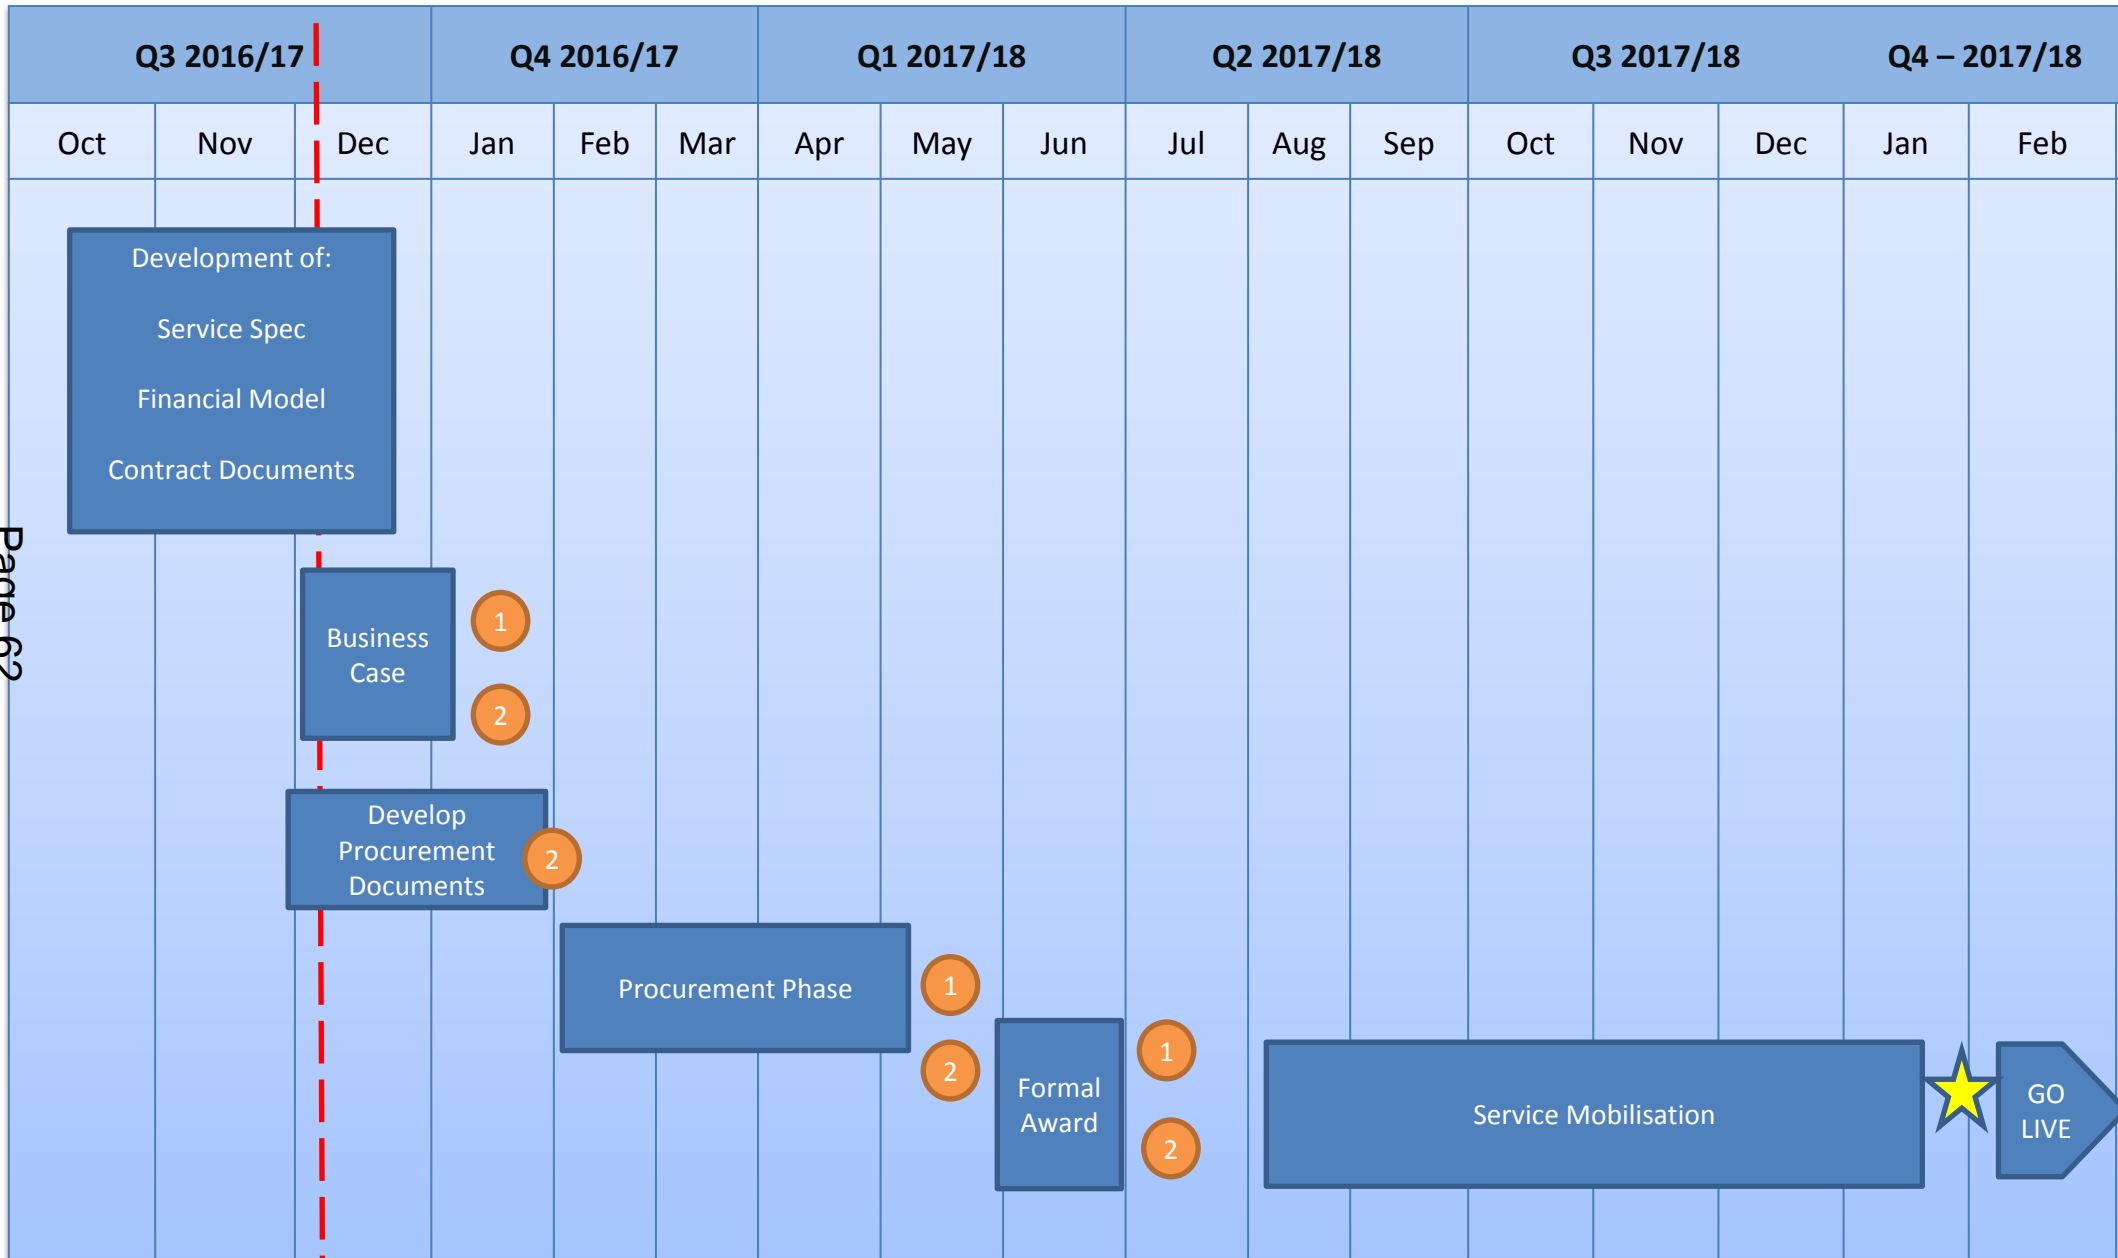 Q3 2016/17
Q4 2016/17
Q1 2017/18
Q2 2017/18
Q3 2017/18
Q4 – 2017/18
Oct
Nov
Dec
Jan
Feb
Mar
Apr
May
Jun
Jul
Aug
Sep
Oct
Nov
Dec
Jan
Feb
Development of:
Service Spec
Financial Model
Contract Documents
Page 62
Business
Case
1
2
Develop
Procurement
Documents
2
Procurement Phase
1
2
Formal
Award
1
2
Service Mobilisation
GO
LIVE